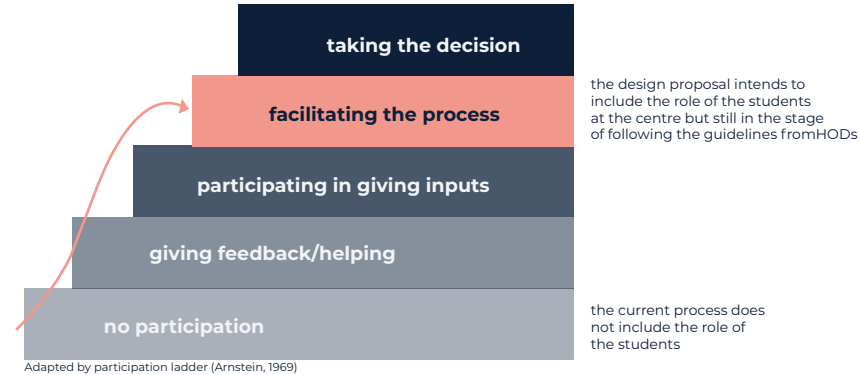 taking the decision
the design proposal intends to
include the role of the students
at the centre but still in the stage
of following the guidelines fromHODs
facilitating the process
participating in giving inputs
giving feedback/helping
no participation
the current process does
not include the role of
the students
Adapted by participation ladder (Arnstein, 1969)